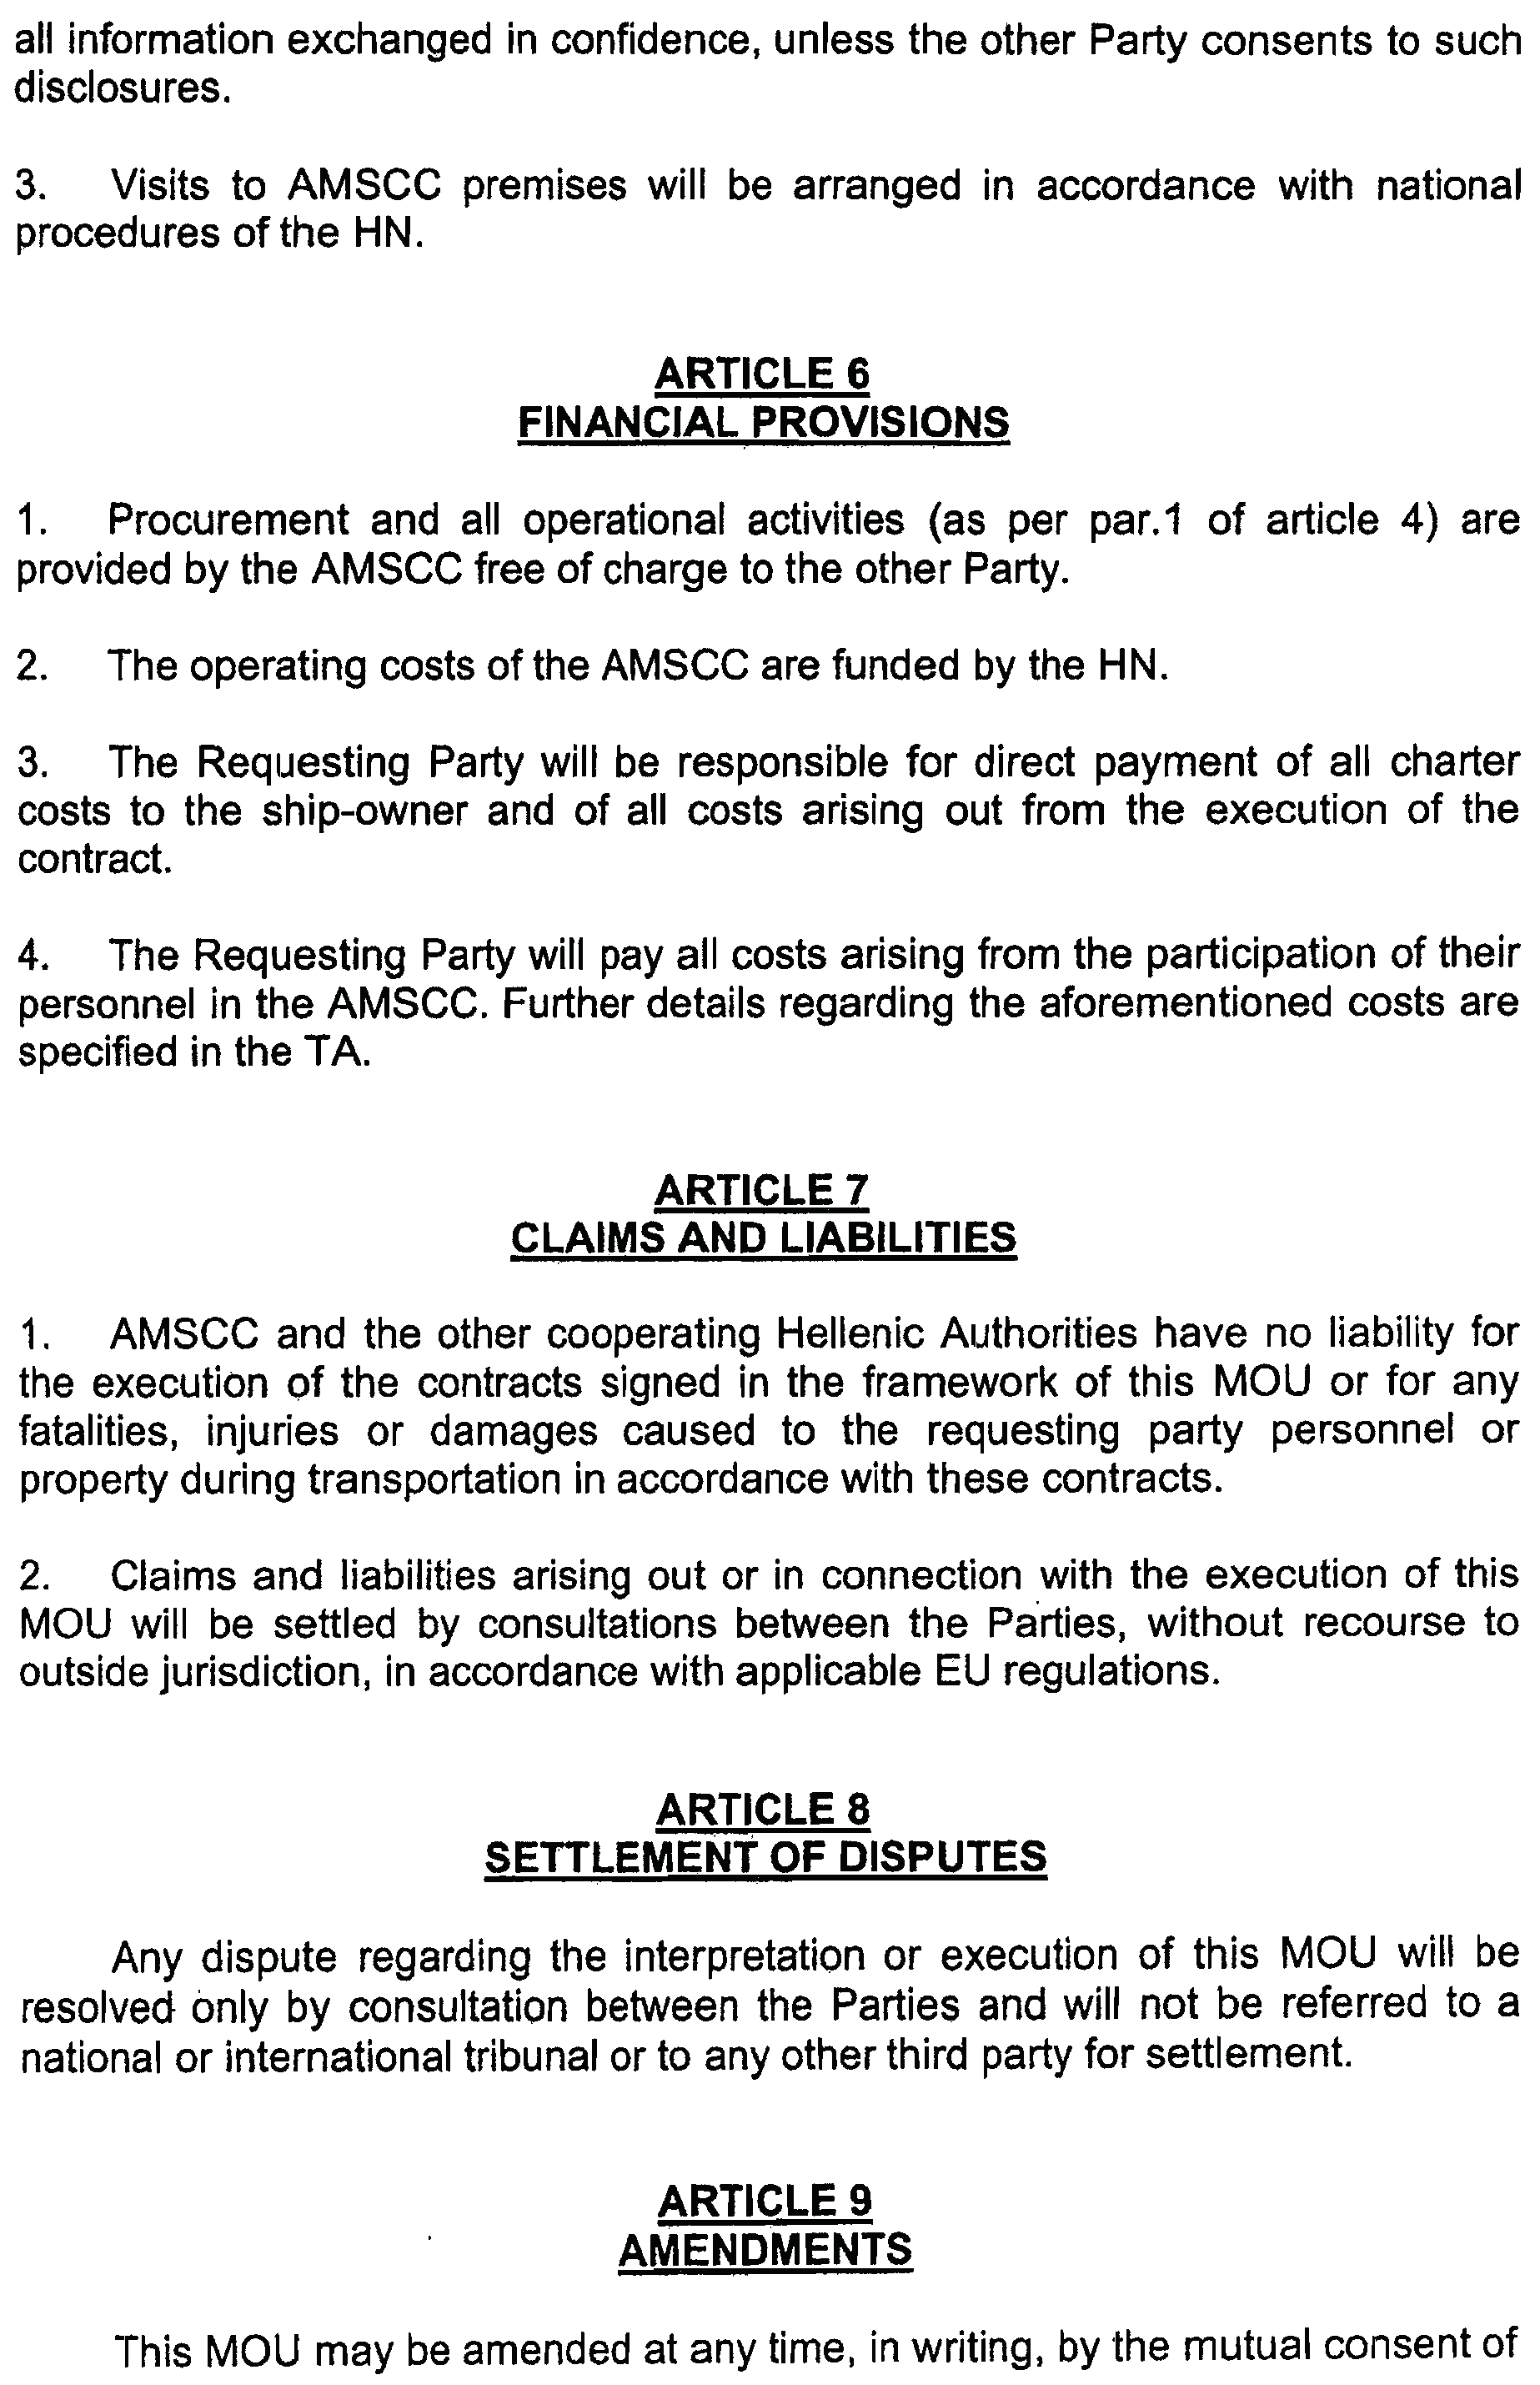 all information exchanged in confidence, unless the other Party consents to such
disclosures.
3. Visits to AMSCC premises will be arranged in accordance with national
procedures of the HN.
ARTICLE 6
FINANCIAL PROVISIONS
1. Procurement and all operational activities (as per par.1 of article 4) are
provided by the AMSCC free of charge to the other Party.
2. The operating costs of the AMSCC are funded by the HN.
3. The Requesting Party will be responsible for direct payment of all charter
costs to the ship-owner and of all costs arising out from the execution of the
contract.
4. The Requesting Party will pay all costs arising from the participation of their
personnel in the AMSCC. Further details regarding the aforementioned costs are
specified in the TA.
ARTICLE 7
CLAIMS AND LIABILITIES
1. AMSCC and the other cooperating Hellenic Authorities have no liability for
the execution of the contracts signed in the framework of this MOU or for any
fatalities, injuries or damages caused to the requesting party personnel or
property during transportation in accordance with these contracts.
2. Claims and liabilities arising out or in connection with the execution of this
MOU will be settled by consultations between the Parties, without recourse to
outside jurisdiction, in accordance with applicable EU regulations.
ARTICLE 8
SETTLEMENT OF DISPUTES
Any dispute regarding the interpretation or execution of this MOU will be
resolved only by consultation between the Parties and will not be referred to a
national or international tribunal or to any other third party for settlement.
ARTICLE 9
AMENDMENTS
This MOU may be amended at any time, in writing, by the mutual consent of